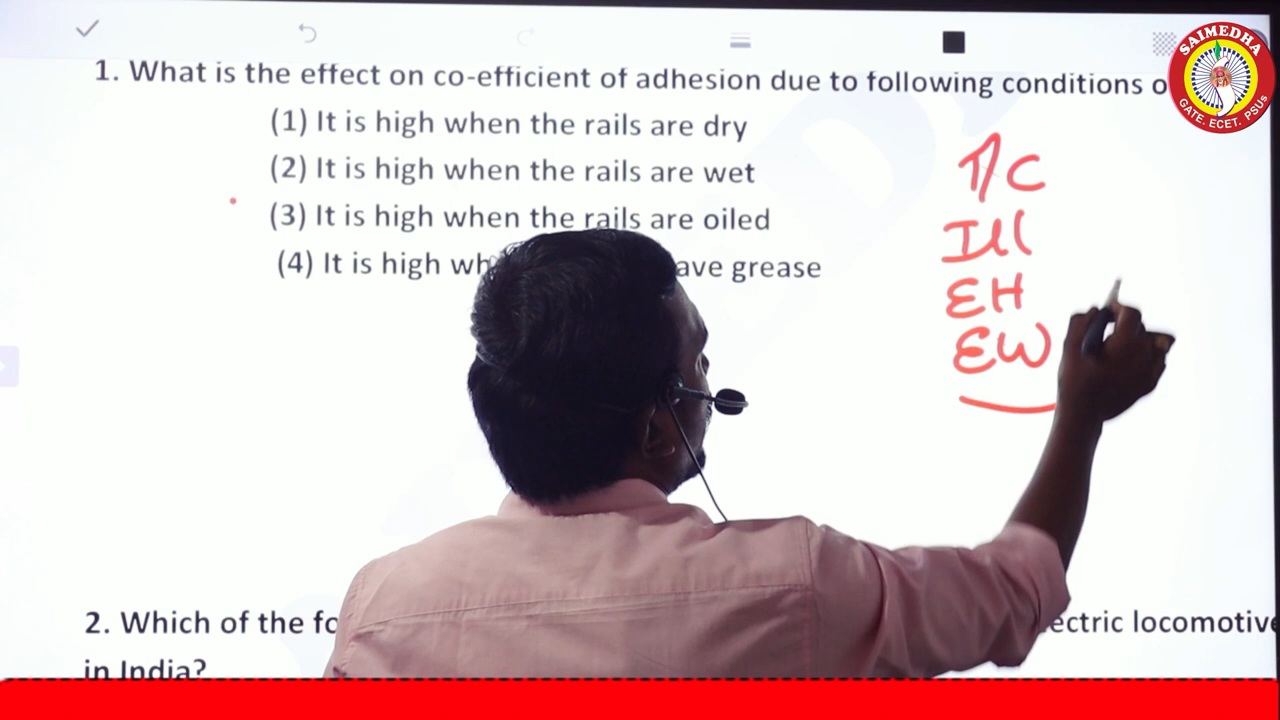 1. What is the effect on co-efficient of adhesion due to following conditions o
(1) It is high when the rails are dry
(2) It is high when the rails are wet
(3) It is high when the rails are oiled
(4) It is high wh ave grease
Ill
EH
EW
2. Which of the fo ectric locomotive
in India?
SAIMEDHA
GATE. ECET. PSUs